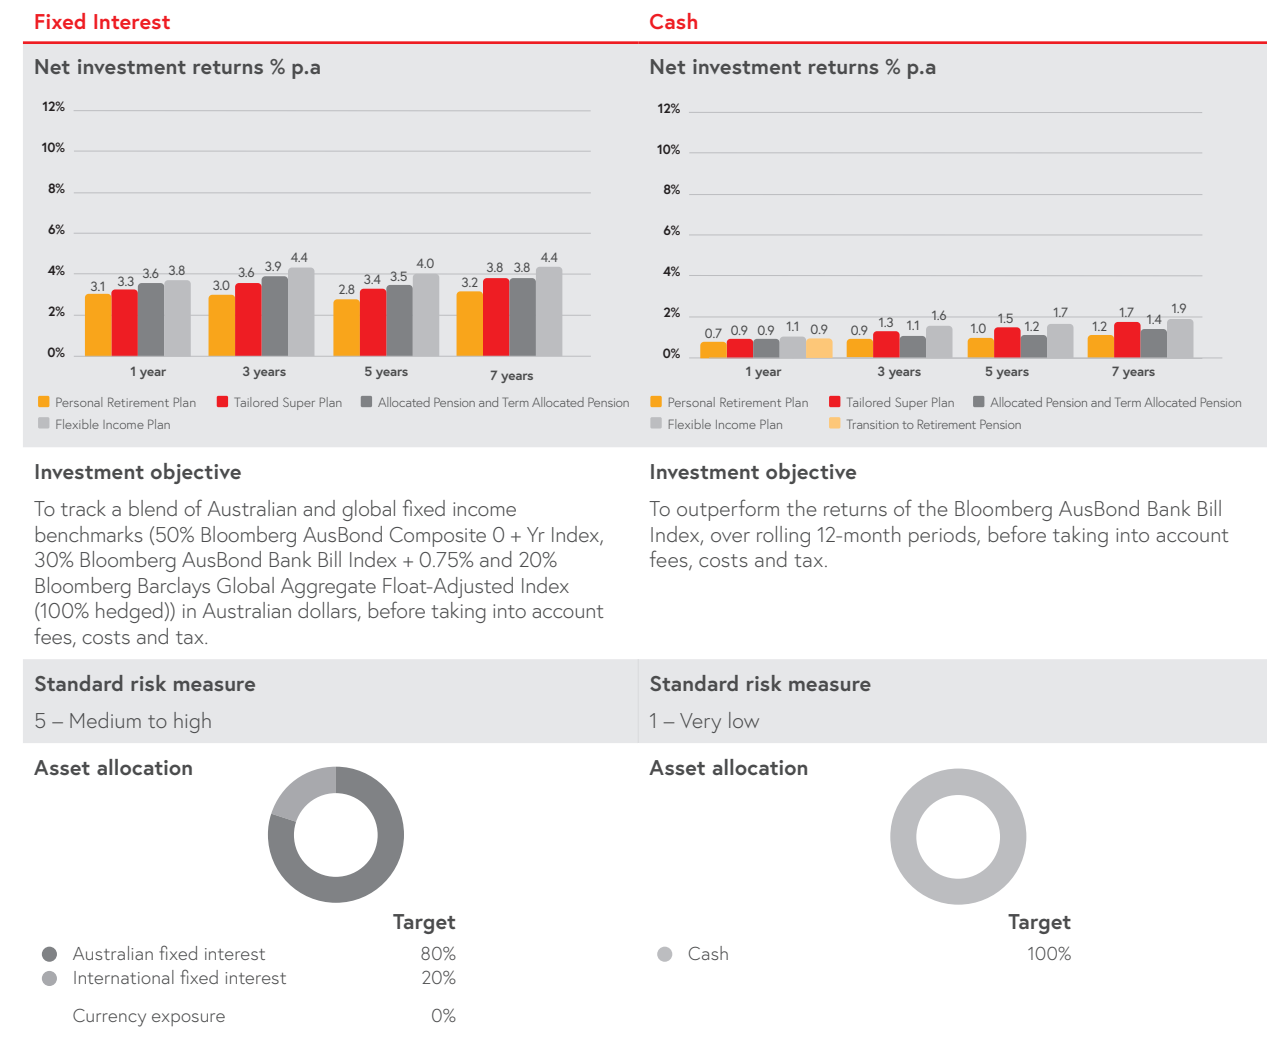 Fixed Interest
Net investment returns % p.a
12%
10%
8%
6%
4%
2%
0%
3.1 3.3 3.6 3.8
3.0 3.6 3.9 4.4
2.8 3.4 3.5 4.0
3.2 3.8 3.8 4.4
1 year 3 years 5 years 7 years
Personal Retirement Plan Tailored Super Plan Allocated Pension and Term Allocated Pension
Flexible Income Plan
Investment objective
To track a blend of Australian and global fixed income
benchmarks (50% Bloomberg AusBond Composite 0 + Yr Index,
30% Bloomberg AusBond Bank Bill Index + 0.75% and 20%
Bloomberg Barclays Global Aggregate Float-Adjusted Index
(100% hedged)) in Australian dollars, before taking into account
fees, costs and tax.
Standard risk measure
5 – Medium to high
Asset allocation
Target
Australian fixed interest 80%
International fixed interest 20%
Currency exposure 0%
Cash
Net investment returns % p.a
12%
10%
8%
6%
4%
2%
0%
0.7 0.9 0.9 1.1 0.9
0.9 1.3 1.1 1.6
1.0 1.5 1.2 1.7
1.2 1.7 1.4 1.9
1 year 3 years 5 years 7 years
Personal Retirement Plan Tailored Super Plan Allocated Pension and Term Allocated Pension
Flexible Income Plan Transition to Retirement Pension
Investment objective
To outperform the returns of the Bloomberg AusBond Bank Bill
Index, over rolling 12-month periods, before taking into account
fees, costs and tax.
Standard risk measure
1 – Very low
Asset allocation
Target
Cash 100%